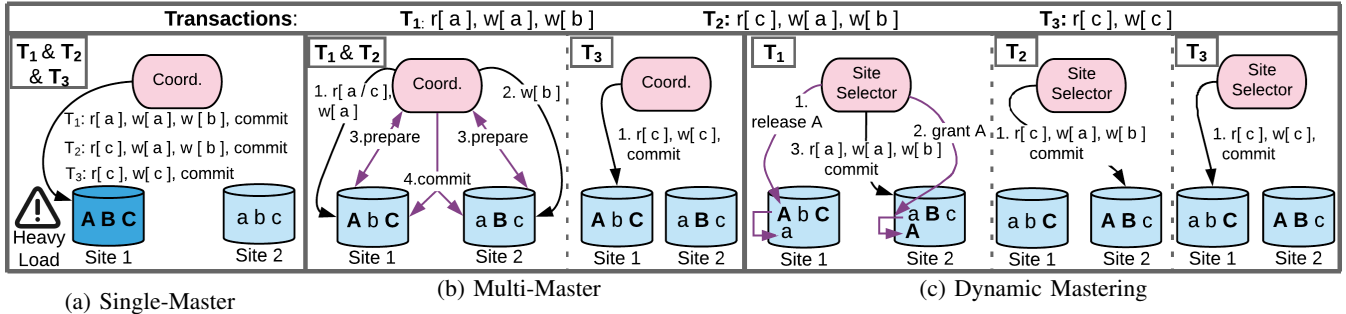 Transactions: T1: r[ a ], w[ a ], w[ b ] T2: r[ c ], w[ a ], w[ b ] T3: r[ c ], w[ c ]
T1 & T2
& T3
Coord.
T1: r[ a ], w[ a ], w [ b ], commit
T2: r[ c ], w[ a ], w [ b ], commit
T3: r[ c ], w[ c ], commit
Heavy
Load
A B C
Site 1
a b c
Site 2
(a) Single-Master
T1 & T2
Coord.
1. r[ a / c ],
w[ a ]
2. w[ b ]
3.prepare
3.prepare
4.commit
A b C
Site 1
a B c
Site 2
T3
Coord.
1. r[ c ], w[ c ],
commit
A b C
Site 1
a B c
Site 2
(b) Multi-Master
T1
Site
Selector
1.
release A
2. grant A
3. r[ a ], w[ a ], w[ b ]
commit
A b C
a
Site 1
a B c
A
Site 2
T2
Site
Selector
1. r[ c ], w[ a ], w[ b ]
commit
a b C
Site 1
A B c
Site 2
T3
Site
Selector
1. r[ c ], w[ c ],
commit
a b C
Site 1
A B c
Site 2
(c) Dynamic Mastering